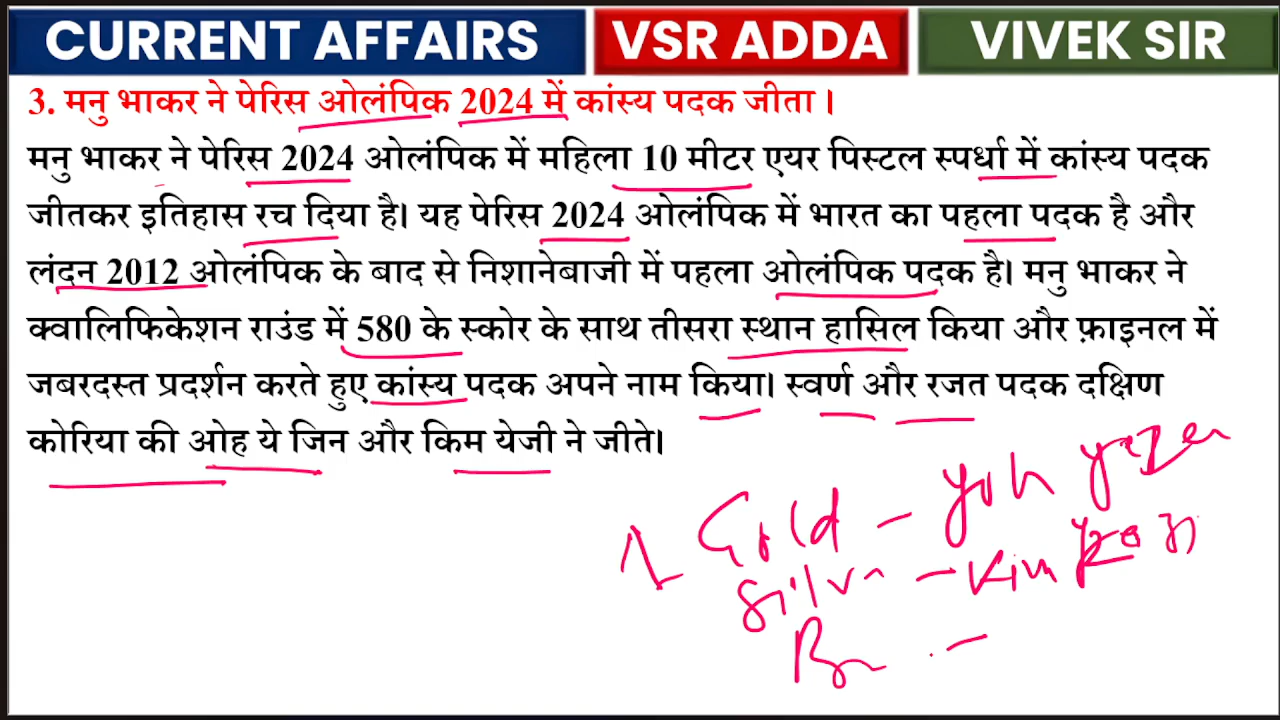 CURRENT AFFAIRS VSR ADDA VIVEK SIR
3. मनु भाकर ने पेरिस ओलंपिक 2024 में कांस्य पदक जीता।
मनु भाकर ने पेरिस 2024 ओलंपिक में महिला 10 मीटर एयर पिस्टल स्पर्धा में कांस्य पदक
जीतकर इतिहास रच दिया है। यह पेरिस 2024 ओलंपिक में भारत का पहला पदक है और
लंदन 2012 ओलंपिक के बाद से निशानेबाजी में पहला ओलंपिक पदक है। मनु भाकर ने
क्वालिफिकेशन राउंड में 580 के स्कोर के साथ तीसरा स्थान हासिल किया और फ़ाइनल में
जबरदस्त प्रदर्शन करते हुए कांस्य पदक अपने नाम किया। स्वर्ण और रजत पदक दक्षिण
कोरिया की ओह ये जिन और किम येजी ने जीते।
Gold - yoh
- Kim